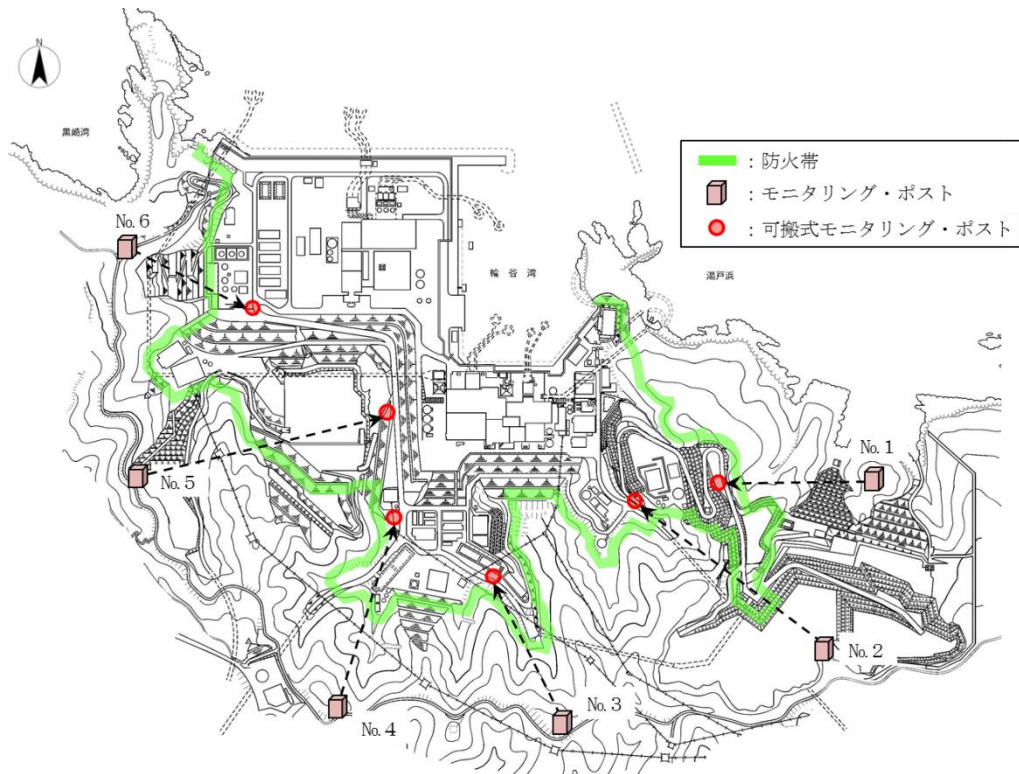 N
黒崎湾
：防火帯
：モニタリング・ポスト
：可搬式モニタリング・ポスト
No. 6
輪谷湾
湯戸浜
No. 1
No. 5
No. 2
No. 3
No. 4